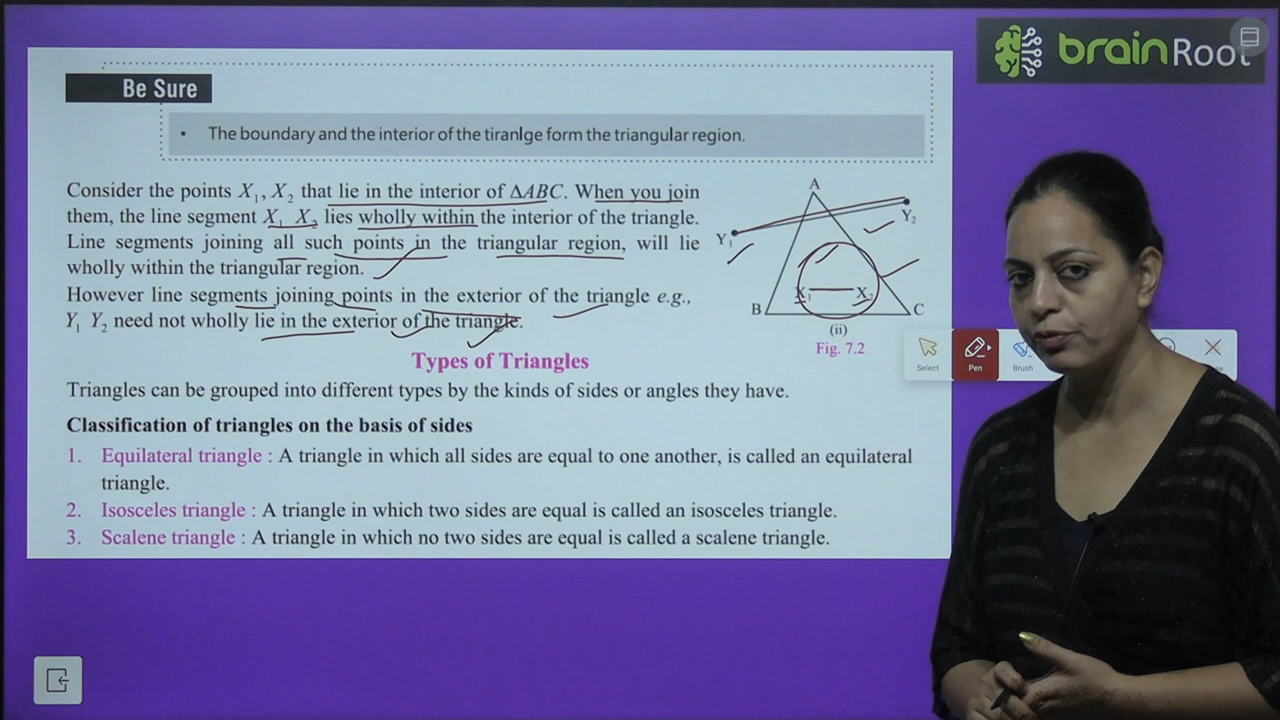 brainRoot
Be Sure
• The boundary and the interior of the tiranlge form the triangular region.
Consider the points X₁, X₂ that lie in the interior of ΔABC. When you join
them, the line segment X₁ X₂ lies wholly within the interior of the triangle.
Line segments joining all such points in the triangular region, will lie
wholly within the triangular region.
However line segments joining points in the exterior of the triangle e.g.,
Y₁ Y₂ need not wholly lie in the exterior of the triangle.
A
Y₂
Y₁
X₁ X₂
B C
(ii)
Fig. 7.2
Select Pen Brush
Types of Triangles
Triangles can be grouped into different types by the kinds of sides or angles they have.
Classification of triangles on the basis of sides
1. Equilateral triangle : A triangle in which all sides are equal to one another, is called an equilateral
triangle.
2. Isosceles triangle : A triangle in which two sides are equal is called an isosceles triangle.
3. Scalene triangle : A triangle in which no two sides are equal is called a scalene triangle.